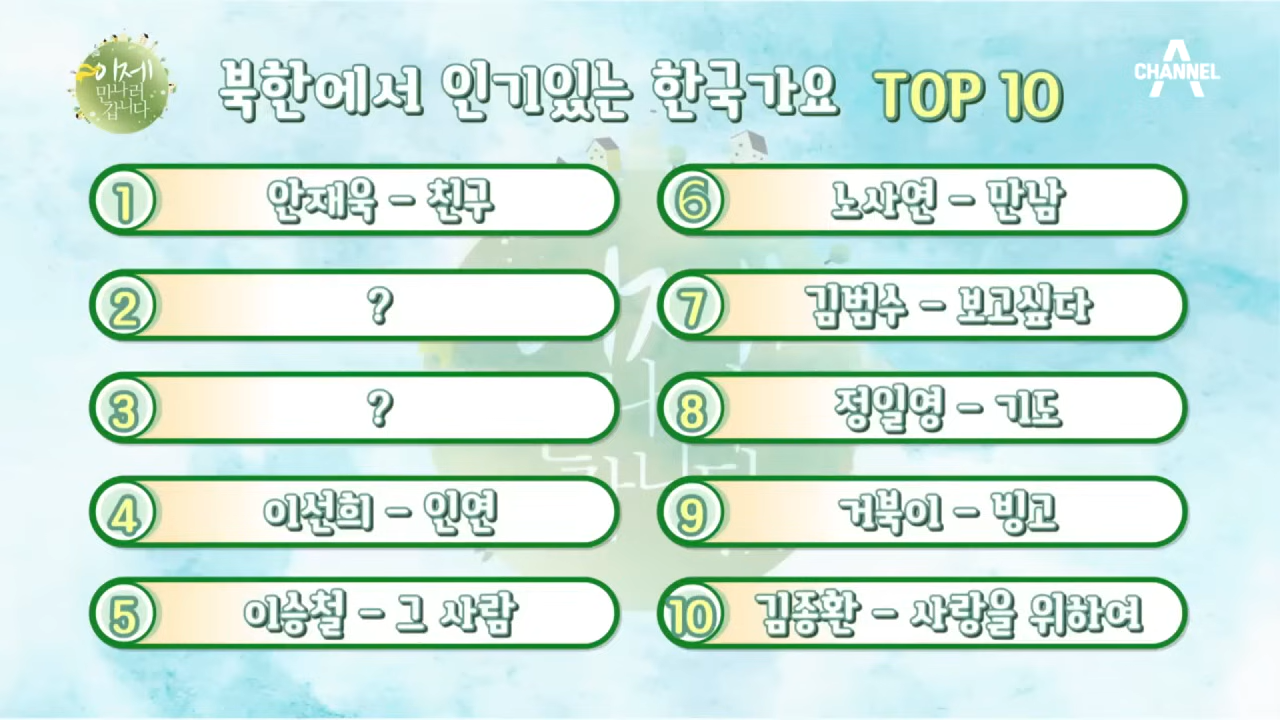 이제
만나러
갑니다
북한에서 인기있는 한국가요 TOP 10
CHANNEL A
1 안재욱 - 친구
2 ?
3 ?
4 이선희 - 인연
5 이승철 - 그 사람
6 노사연 - 만남
7 김범수 - 보고싶다
8 정일영 - 기도
9 거북이 - 빙고
10 김종환 - 사랑을 위하여